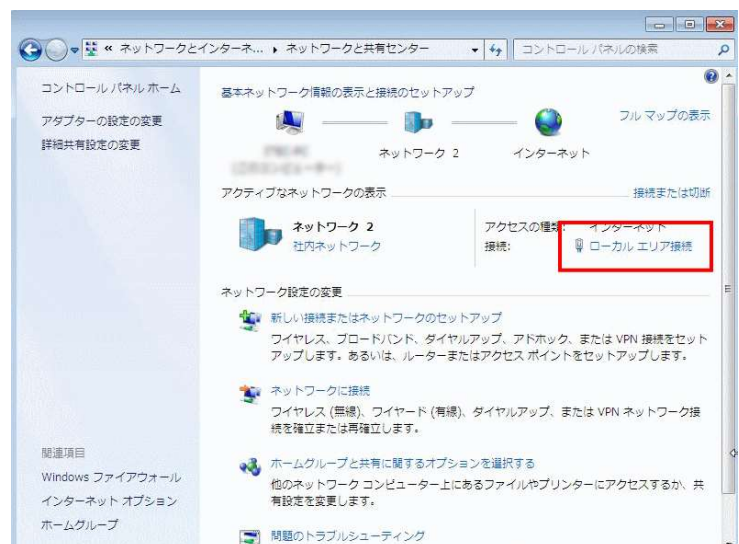 « ネットワークとインターネ... ▸ ネットワークと共有センター
コントロール パネルの検索
コントロール パネル ホーム
アダプターの設定の変更
詳細共有設定の変更
基本ネットワーク情報の表示と接続のセットアップ
フル マップの表示
ネットワーク 2
インターネット
アクティブなネットワークの表示
接続または切断
ネットワーク 2
社内ネットワーク
アクセスの種類: インターネット
接続: ローカル エリア接続
ネットワーク設定の変更
新しい接続またはネットワークのセットアップ
ワイヤレス、ブロードバンド、ダイヤルアップ、アドホック、または VPN 接続をセット
アップします。あるいは、ルーターまたはアクセス ポイントをセットアップします。
ネットワークに接続
ワイヤレス (無線)、ワイヤード (有線)、ダイヤルアップ、または VPN ネットワーク接
続を確立または再確立します。
ホームグループと共有に関するオプションを選択する
他のネットワーク コンピューター上にあるファイルやプリンターにアクセスするか、共
有設定を変更します。
問題のトラブルシューティング
関連項目
Windows ファイアウォール
インターネット オプション
ホームグループ